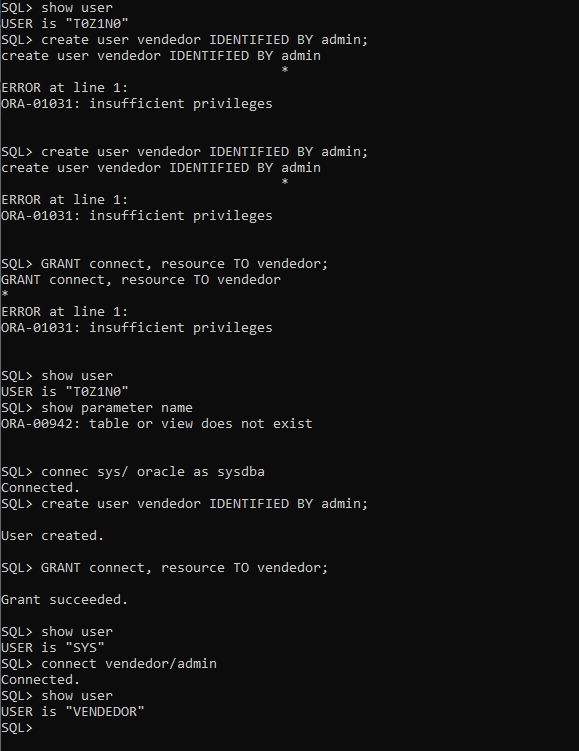 SQL> show user
USER is "T0Z1N0"
SQL> create user vendedor IDENTIFIED BY admin;
create user vendedor IDENTIFIED BY admin
*
ERROR at line 1:
ORA-01031: insufficient privileges
SQL> create user vendedor IDENTIFIED BY admin;
create user vendedor IDENTIFIED BY admin
*
ERROR at line 1:
ORA-01031: insufficient privileges
SQL> GRANT connect, resource TO vendedor;
GRANT connect, resource TO vendedor
*
ERROR at line 1:
ORA-01031: insufficient privileges
SQL> show user
USER is "T0Z1N0"
SQL> show parameter name
ORA-00942: table or view does not exist
SQL> connec sys/ oracle as sysdba
Connected.
SQL> create user vendedor IDENTIFIED BY admin;
User created.
SQL> GRANT connect, resource TO vendedor;
Grant succeeded.
SQL> show user
USER is "SYS"
SQL> connect vendedor/admin
Connected.
SQL> show user
USER is "VENDEDOR"
SQL>